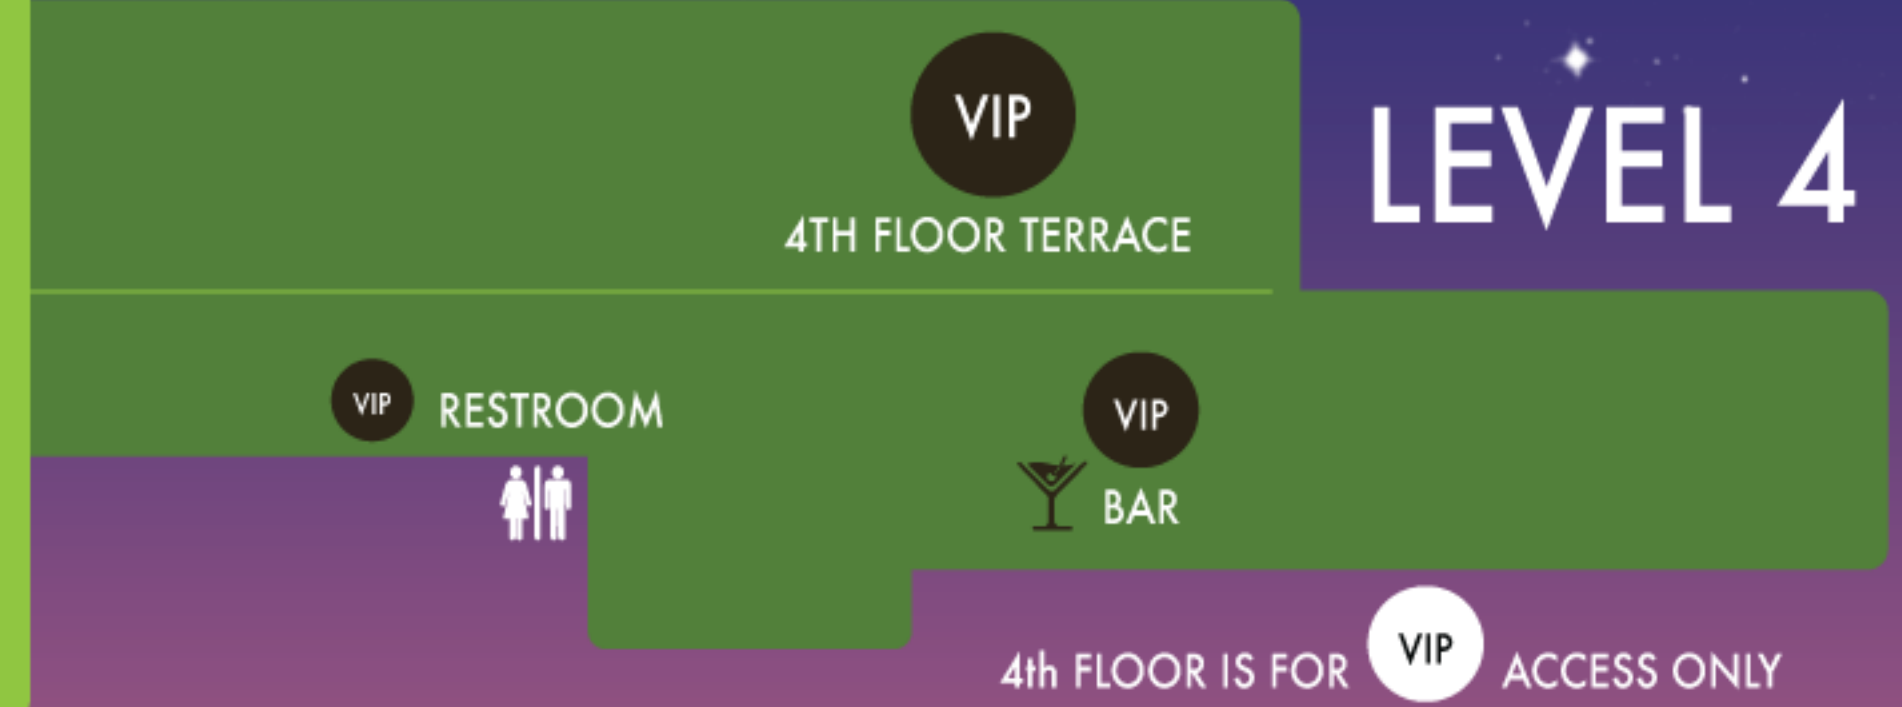 VIP
LEVEL 4
4TH FLOOR TERRACE
VIP RESTROOM
VIP
BAR
4th FLOOR IS FOR VIP ACCESS ONLY